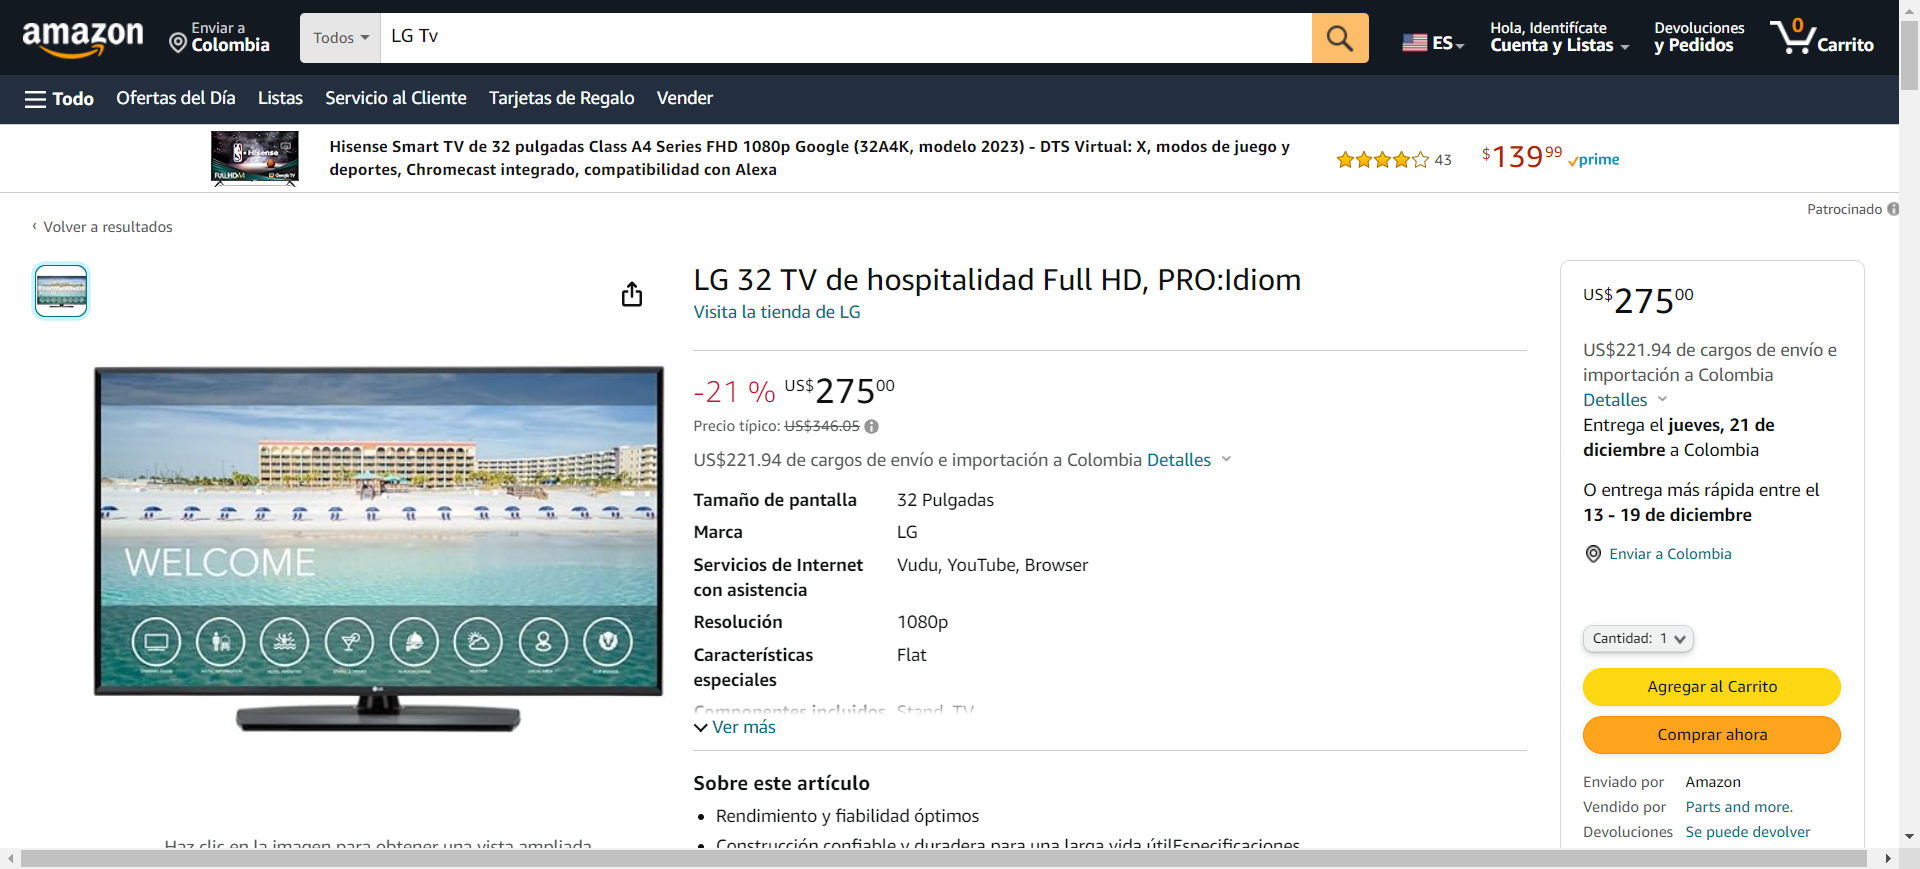 amazon
Enviar a
Colombia
Todos
LG Tv
ES
Hola, Identifícate
Cuenta y Listas
Devoluciones
y Pedidos
0
Carrito
Todo
Ofertas del Día
Listas
Servicio al Cliente
Tarjetas de Regalo
Vender
Hisense Smart TV de 32 pulgadas Class A4 Series FHD 1080p Google (32A4K, modelo 2023) - DTS Virtual: X, modos de juego y
deportes, Chromecast integrado, compatibilidad con Alexa
43
$139.99
prime
Patrocinado
‹ Volver a resultados
LG 32 TV de hospitalidad Full HD, PRO:Idiom
Visita la tienda de LG
-21 % US$275.00
Precio típico: US$346.05
US$221.94 de cargos de envío e importación a Colombia Detalles
Tamaño de pantalla 32 Pulgadas
Marca LG
Servicios de Internet Vudu, YouTube, Browser
con asistencia
Resolución 1080p
Características Flat
especiales
Componentes incluidos Stand, TV
Ver más
Sobre este artículo
• Rendimiento y fiabilidad óptimos
• Construcción confiable y duradera para una larga vida útilEspecificaciones
WELCOME
Haz clic en la imagen para obtener una vista ampliada
US$275.00
US$221.94 de cargos de envío e
importación a Colombia
Detalles
Entrega el jueves, 21 de
diciembre a Colombia
O entrega más rápida entre el
13 - 19 de diciembre
Enviar a Colombia
Cantidad: 1
Agregar al Carrito
Comprar ahora
Enviado por Amazon
Vendido por Parts and more.
Devoluciones Se puede devolver